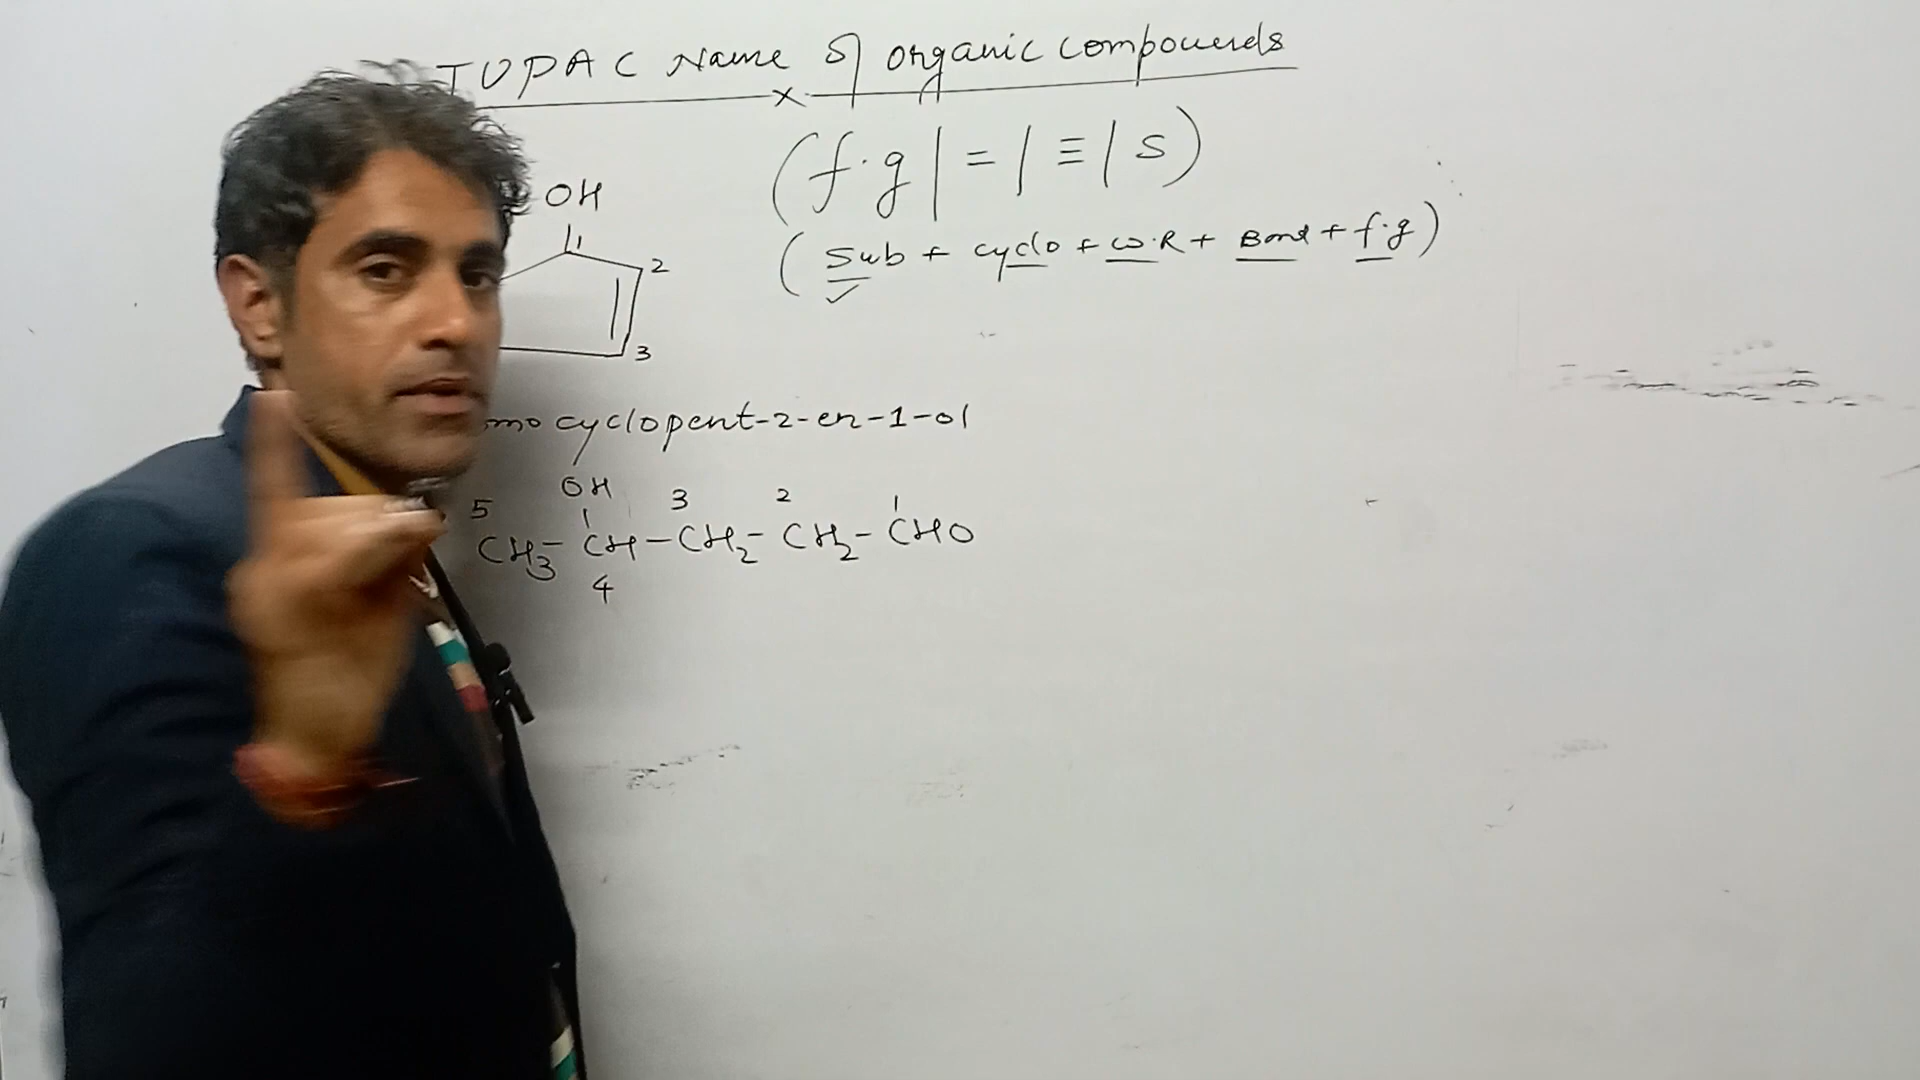 IUPAC Name of organic compounds
(f.g | = | ≡ | S)
OH
(Sub + cyclo + W.R + Bond + f.g)
1
2
3
mo cyclopent-2-en-1-ol
5 OH 3 2 1
CH3-CH-CH2-CH2-CHO
4